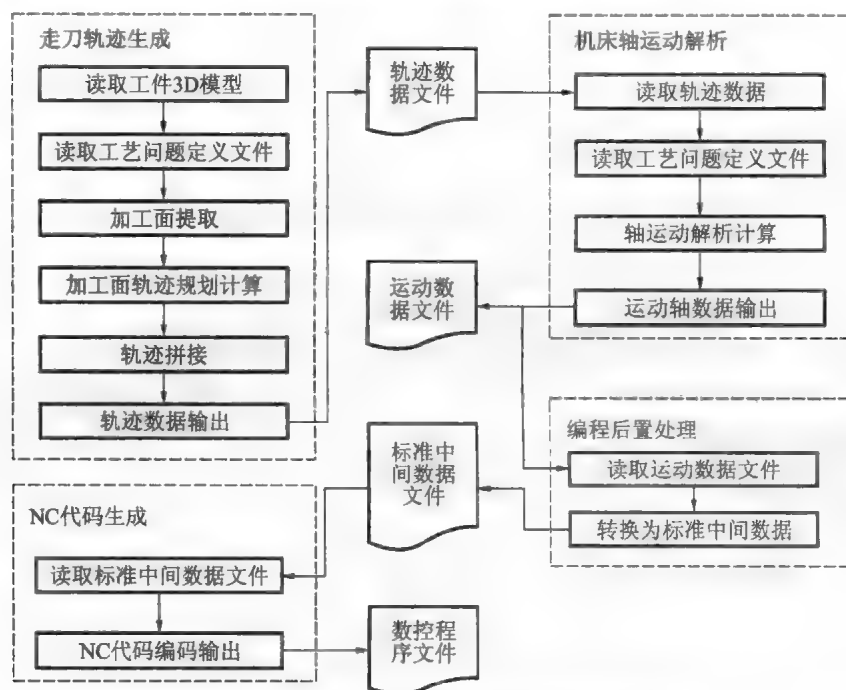 走刀轨迹生成
读取工件3D模型
读取工艺问题定义文件
加工面提取
加工面轨迹规划计算
轨迹拼接
轨迹数据输出
轨迹数
据文件
机床轴运动解析
读取轨迹数据
读取工艺问题定义文件
轴运动解析计算
运动轴数据输出
运动数
据文件
编程后置处理
读取运动数据文件
转换为标准中间数据
标准中
间数据
文件
NC代码生成
读取标准中间数据文件
NC代码编码输出
数控程
序文件